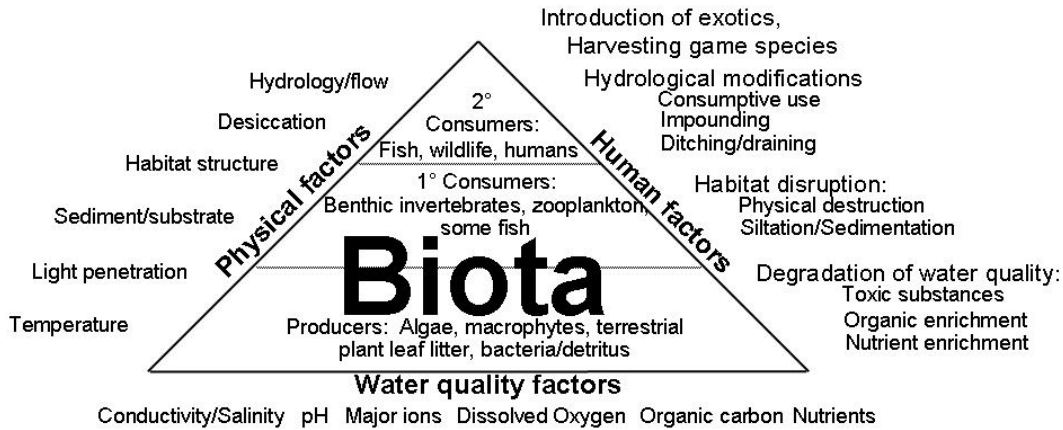 Introduction of exotics,
Harvesting game species
Hydrological modifications
Consumptive use
Impounding
Ditching/draining
Habitat disruption:
Physical destruction
Siltation/Sedimentation
Degradation of water quality:
Toxic substances
Organic enrichment
Nutrient enrichment
Human factors
Hydrology/flow
Desiccation
Habitat structure
Sediment/substrate
Light penetration
Temperature
Physical factors
2°
Consumers:
Fish, wildlife, humans
1° Consumers:
Benthic invertebrates, zooplankton,
some fish
Biota
Producers: Algae, macrophytes, terrestrial
plant leaf litter, bacteria/detritus
Water quality factors
Conductivity/Salinity pH Major ions Dissolved Oxygen Organic carbon Nutrients